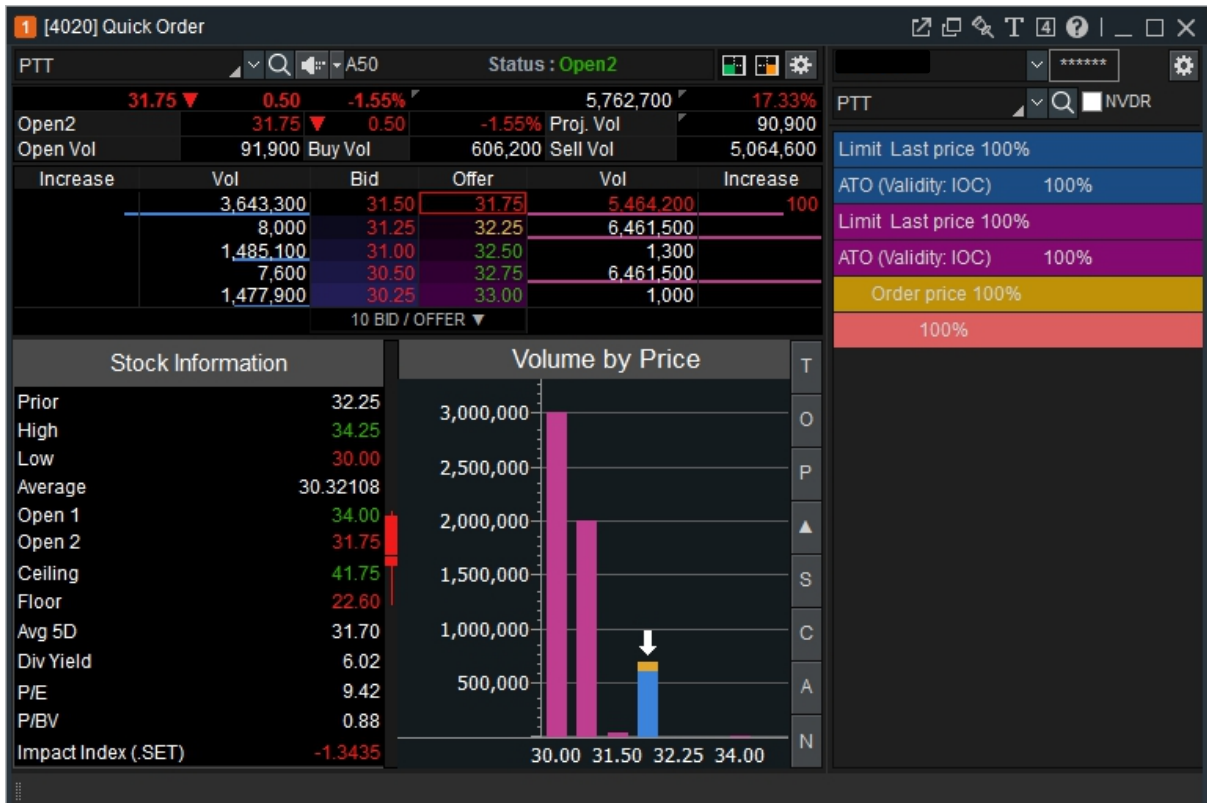 1 [4020] Quick Order T 4 ?
PTT A50 Status : Open2
31.75 ▼ 0.50 -1.55% 5,762,700 17.33%
Open2 31.75 ▼ 0.50 -1.55% Proj. Vol 90,900
Open Vol 91,900 Buy Vol 606,200 Sell Vol 5,064,600
Increase Vol Bid Offer Vol Increase
3,643,300 31.50 31.75 5,464,200 100
8,000 31.25 32.25 6,461,500
1,485,100 31.00 32.50 1,300
7,600 30.50 32.75 6,461,500
1,477,900 30.25 33.00 1,000
10 BID / OFFER ▼
Stock Information
Prior 32.25
High 34.25
Low 30.00
Average 30.32108
Open 1 34.00
Open 2 31.75
Ceiling 41.75
Floor 22.60
Avg 5D 31.70
Div Yield 6.02
P/E 9.42
P/BV 0.88
Impact Index (.SET) -1.3435
Volume by Price
3,000,000
2,500,000
2,000,000
1,500,000
1,000,000
500,000
30.00 31.50 32.25 34.00
T
O
P
▲
S
C
A
N
******
PTT NVDR
Limit Last price 100%
ATO (Validity: IOC) 100%
Limit Last price 100%
ATO (Validity: IOC) 100%
Order price 100%
100%